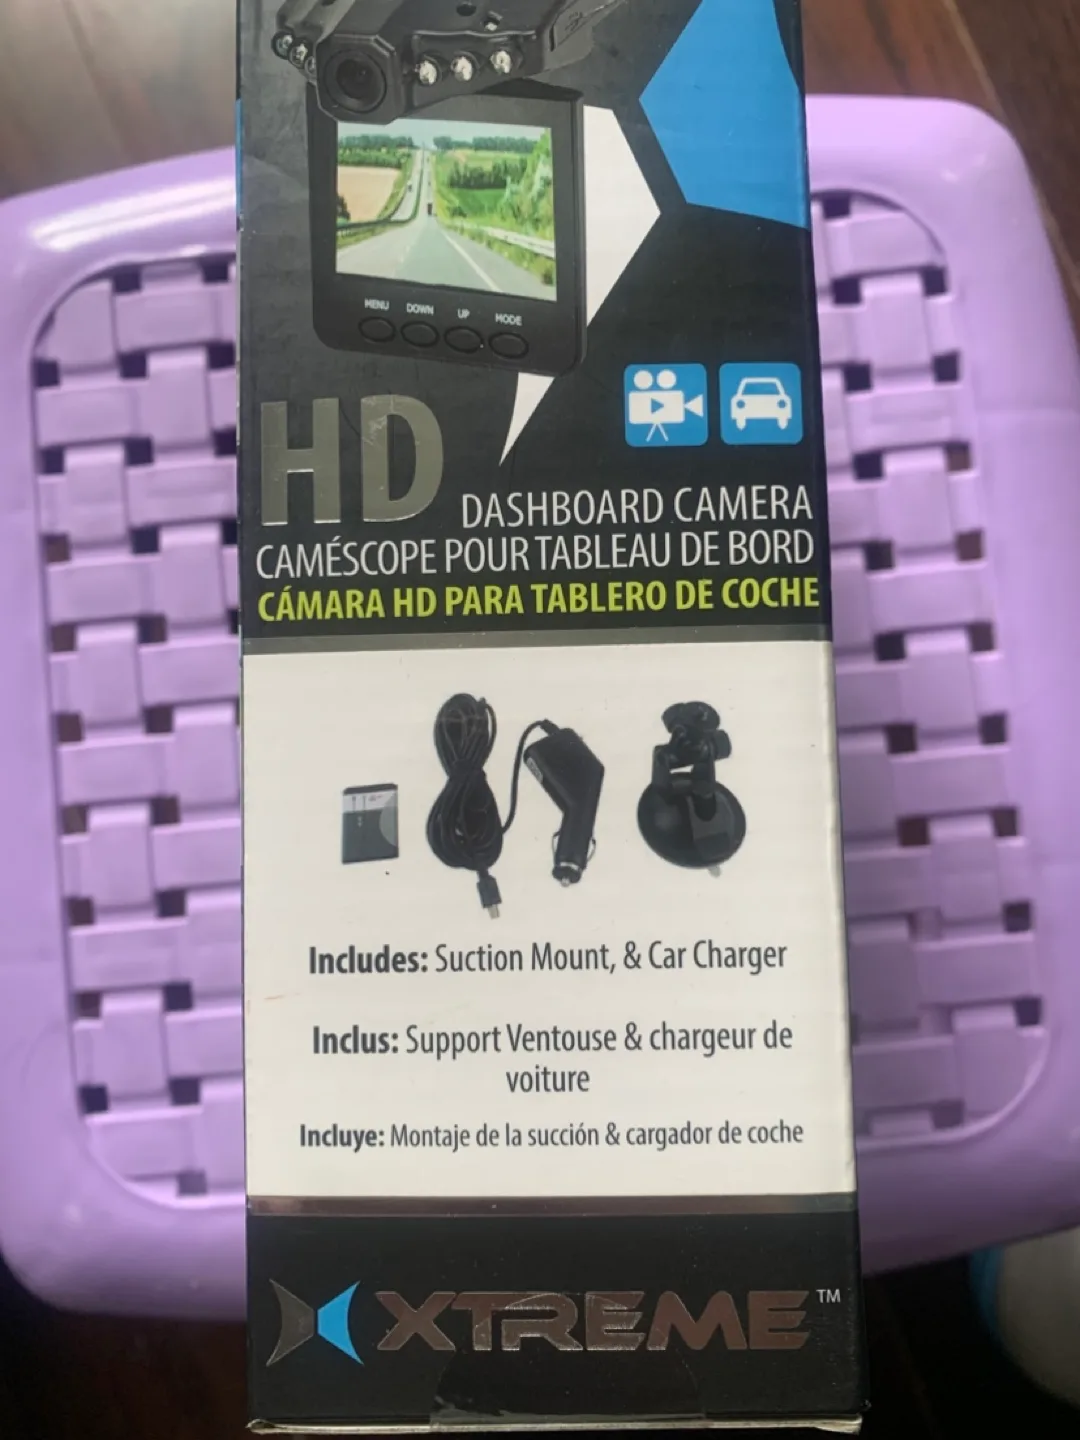 MENU DOWN UP MODE
HD DASHBOARD CAMERA
CAMÉSCOPE POUR TABLEAU DE BORD
CÁMARA HD PARA TABLERO DE COCHE
Includes: Suction Mount, & Car Charger
Inclus: Support Ventouse & chargeur de
voiture
Incluye: Montaje de la succión & cargador de coche
XTREME™